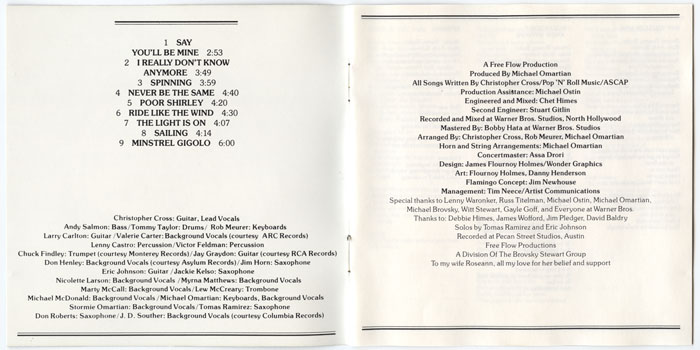 1 SAY
YOU'LL BE MINE 2:53
2 I REALLY DON'T KNOW
ANYMORE 3:49
3 SPINNING 3:59
4 NEVER BE THE SAME 4:40
5 POOR SHIRLEY 4:20
6 RIDE LIKE THE WIND 4:30
7 THE LIGHT IS ON 4:07
8 SAILING 4:14
9 MINSTREL GIGOLO 6:00
Christopher Cross: Guitar, Lead Vocals
Andy Salmon: Bass/Tommy Taylor: Drums/ Rob Meurer: Keyboards
Larry Carlton: Guitar /Valerie Carter: Background Vocals (courtesy ARC Records)
Lenny Castro: Percussion/Victor Feldman: Percussion
Chuck Findley: Trumpet (courtesy Monterey Records)/Jay Graydon: Guitar (courtesy RCA Records)
Don Henley: Background Vocals (courtesy Asylum Records)/Jim Horn: Saxophone
Eric Johnson: Guitar /Jackie Kelso: Saxophone
Nicolette Larson: Background Vocals /Myrna Matthews: Background Vocals
Marty McCall: Background Vocals/Lew McCreary: Trombone
Michael McDonald: Background Vocals /Michael Omartian: Keyboards, Background Vocals
Stormie Omartian: Background Vocals/Tomas Ramirez: Saxophone
Don Roberts: Saxophone/J. D. Souther: Background Vocals (courtesy Columbia Records)
A Free Flow Production
Produced By Michael Omartian
All Songs Written By Christopher Cross/Pop 'N' Roll Music/ASCAP
Production Assistance: Michael Ostin
Engineered and Mixed: Chet Himes
Second Engineer: Stuart Gitlin
Recorded and Mixed at Warner Bros. Studios, North Hollywood
Mastered By: Bobby Hata at Warner Bros. Studios
Arranged By: Christopher Cross, Rob Meurer, Michael Omartian
Horn and String Arrangements: Michael Omartian
Concertmaster: Assa Drori
Design: James Flournoy Holmes/Wonder Graphics
Art: Flournoy Holmes, Danny Henderson
Flamingo Concept: Jim Newhouse
Management: Tim Neece/Artist Communications
Special thanks to Lenny Waronker, Russ Titelman, Michael Ostin, Michael Omartian,
Michael Brovsky, Witt Stewart, Gayle Goff, and Everyone at Warner Bros.
Thanks to: Debbie Himes, James Wolford, Jim Pledger, David Baldry
Solos by Tomas Ramirez and Eric Johnson
Recorded at Pecan Street Studios, Austin
Free Flow Productions
A Division Of The Brovsky Stewart Group
To my wife Roseann, all my love for her belief and support